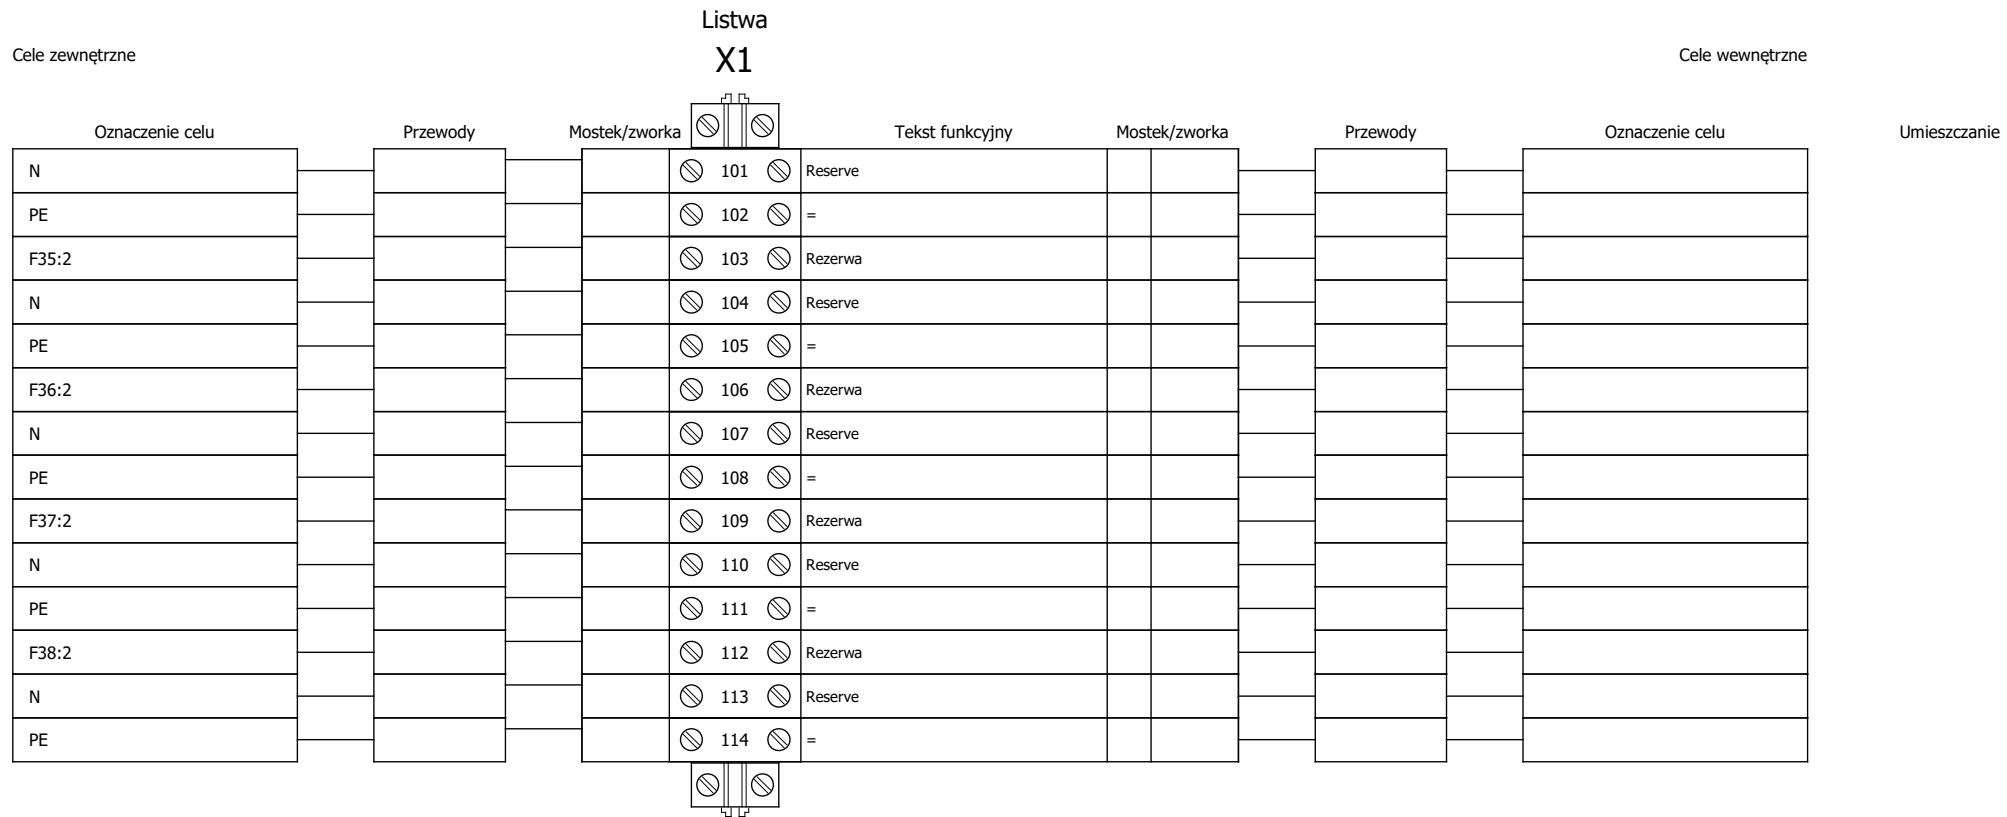 Listwa
X1
Cele zewnętrzne Cele wewnętrzne
Oznaczenie celu Przewody Mostek/zworka Tekst funkcyjny Mostek/zworka Przewody Oznaczenie celu Umieszczanie
N 101 Reserve
PE 102 =
F35:2 103 Rezerwa
N 104 Reserve
PE 105 =
F36:2 106 Rezerwa
N 107 Reserve
PE 108 =
F37:2 109 Rezerwa
N 110 Reserve
PE 111 =
F38:2 112 Rezerwa
N 113 Reserve
PE 114 =